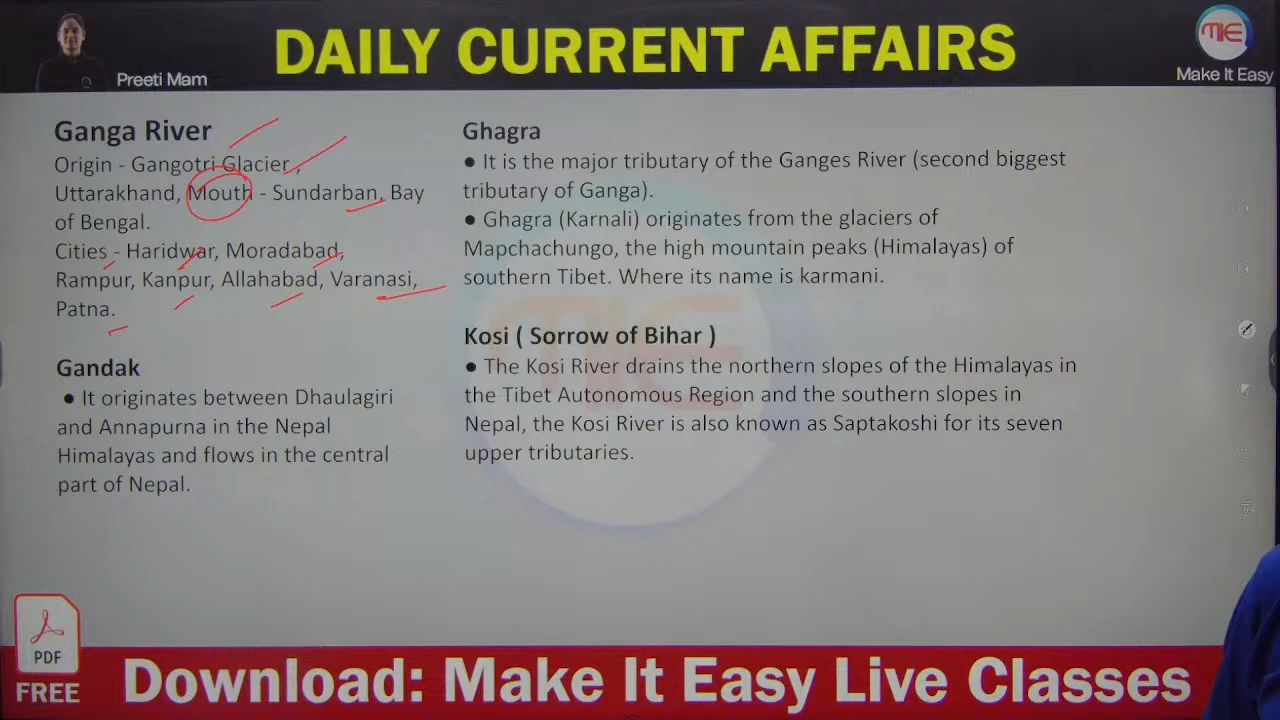 DAILY CURRENT AFFAIRS
Preeti Mam
MIE
Make It Easy
Ganga River
Origin - Gangotri Glacier ,
Uttarakhand, Mouth - Sundarban, Bay
of Bengal.
Cities - Haridwar, Moradabad,
Rampur, Kanpur, Allahabad, Varanasi,
Patna.
Gandak
● It originates between Dhaulagiri
and Annapurna in the Nepal
Himalayas and flows in the central
part of Nepal.
Ghagra
● It is the major tributary of the Ganges River (second biggest
tributary of Ganga).
● Ghagra (Karnali) originates from the glaciers of
Mapchachungo, the high mountain peaks (Himalayas) of
southern Tibet. Where its name is karmani.
Kosi ( Sorrow of Bihar )
● The Kosi River drains the northern slopes of the Himalayas in
the Tibet Autonomous Region and the southern slopes in
Nepal, the Kosi River is also known as Saptakoshi for its seven
upper tributaries.
PDF
FREE
Download: Make It Easy Live Classes